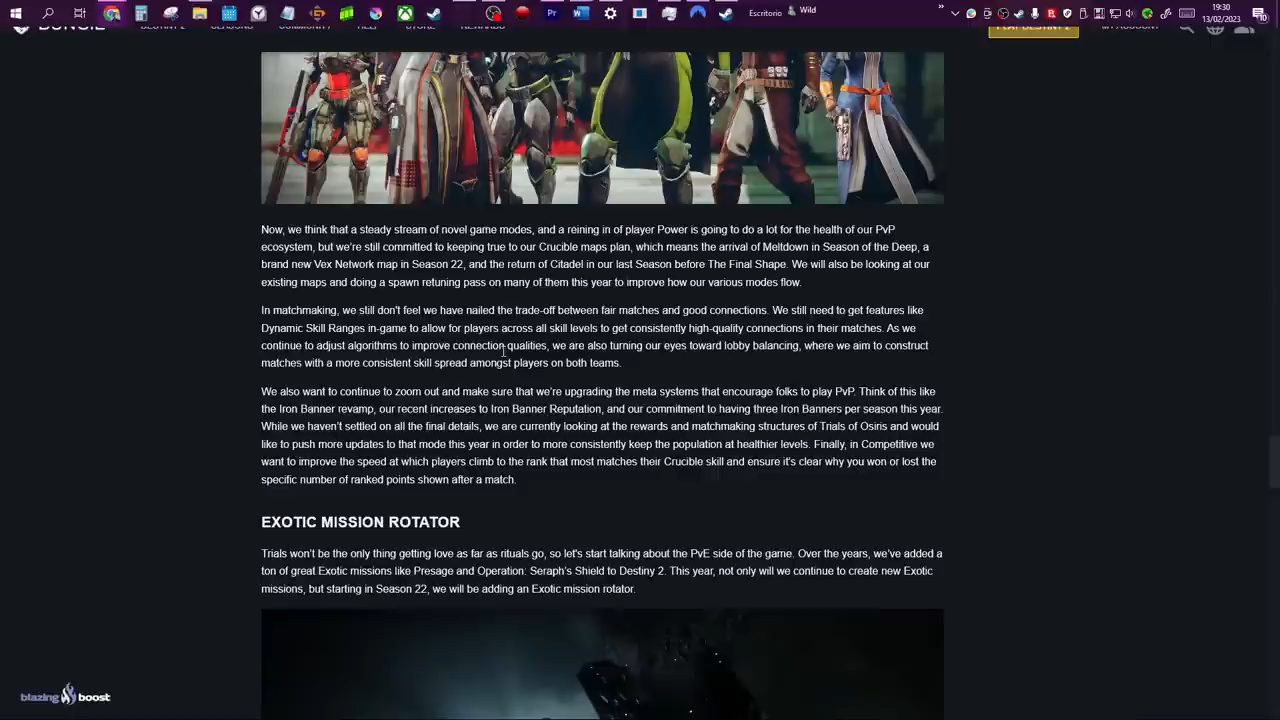 Escritorio
Wild
19:30
13/02/2023
Now, we think that a steady stream of novel game modes, and a reining in of player Power is going to do a lot for the health of our PvP
ecosystem, but we're still committed to keeping true to our Crucible maps plan, which means the arrival of Meltdown in Season of the Deep, a
brand new Vex Network map in Season 22, and the return of Citadel in our last Season before The Final Shape. We will also be looking at our
existing maps and doing a spawn retuning pass on many of them this year to improve how our various modes flow.
In matchmaking, we still don't feel we have nailed the trade-off between fair matches and good connections. We still need to get features like
Dynamic Skill Ranges in-game to allow for players across all skill levels to get consistently high-quality connections in their matches. As we
continue to adjust algorithms to improve connection qualities, we are also turning our eyes toward lobby balancing, where we aim to construct
matches with a more consistent skill spread amongst players on both teams.
We also want to continue to zoom out and make sure that we're upgrading the meta systems that encourage folks to play PvP. Think of this like
the Iron Banner revamp, our recent increases to Iron Banner Reputation, and our commitment to having three Iron Banners per season this year.
While we haven't settled on all the final details, we are currently looking at the rewards and matchmaking structures of Trials of Osiris and would
like to push more updates to that mode this year in order to more consistently keep the population at healthier levels. Finally, in Competitive we
want to improve the speed at which players climb to the rank that most matches their Crucible skill and ensure it's clear why you won or lost the
specific number of ranked points shown after a match.
EXOTIC MISSION ROTATOR
Trials won't be the only thing getting love as far as rituals go, so let's start talking about the PvE side of the game. Over the years, we've added a
ton of great Exotic missions like Presage and Operation: Seraph's Shield to Destiny 2. This year, not only will we continue to create new Exotic
missions, but starting in Season 22, we will be adding an Exotic mission rotator.
blazing boost